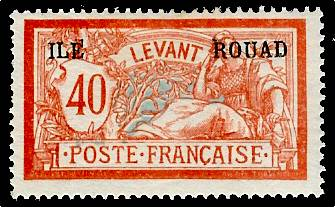 LEVANT
ILE ROUAD
40
POSTE FRANÇAISE